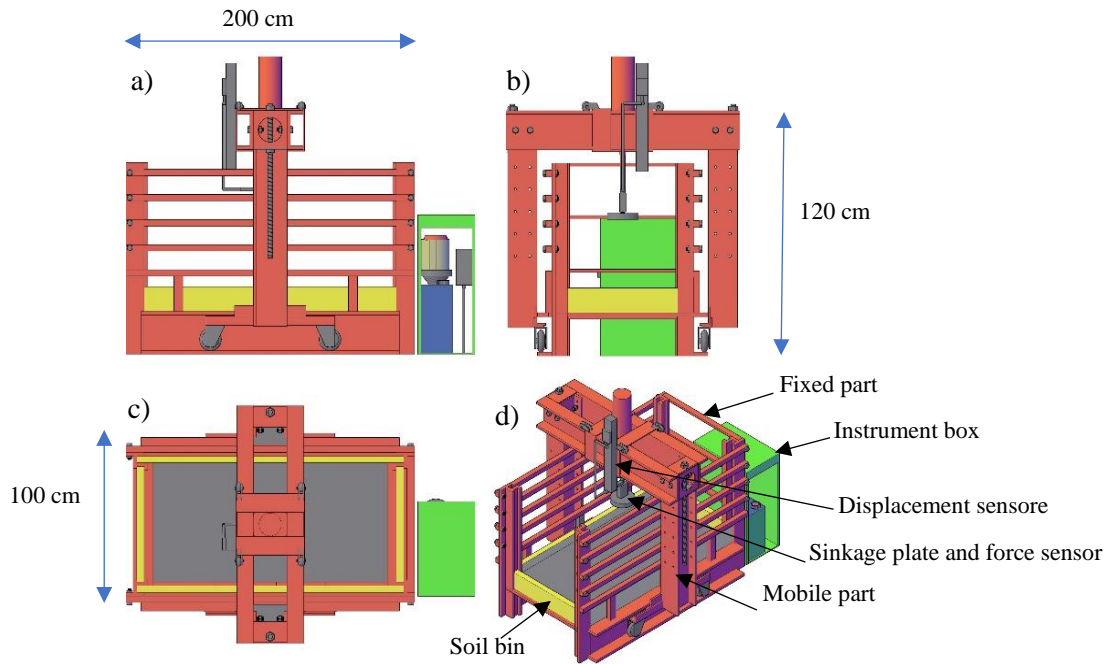 200 cm
a)
b)
120 cm
c)
d)
100 cm
Fixed part
Instrument box
Displacement sensore
Sinkage plate and force sensor
Mobile part
Soil bin